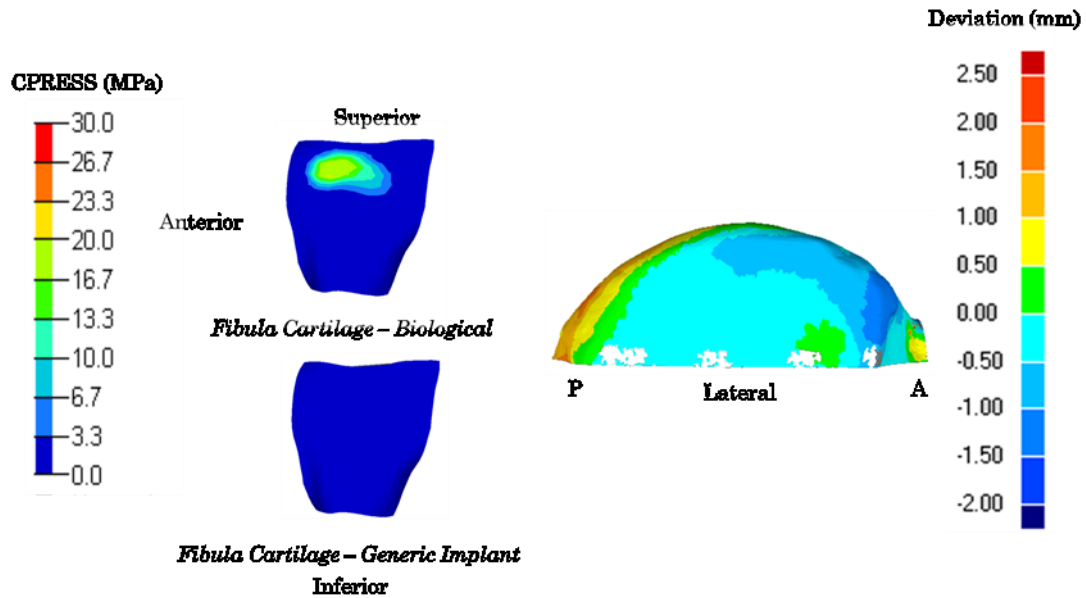 CPRESS (MPa)
30.0
26.7
23.3
20.0
16.7
13.3
10.0
6.7
3.3
0.0
Superior
Anterior
Fibula Cartilage – Biological
Fibula Cartilage – Generic Implant
Inferior
P
Lateral
A
Deviation (mm)
2.50
2.00
1.50
1.00
0.50
0.00
-0.50
-1.00
-1.50
-2.00